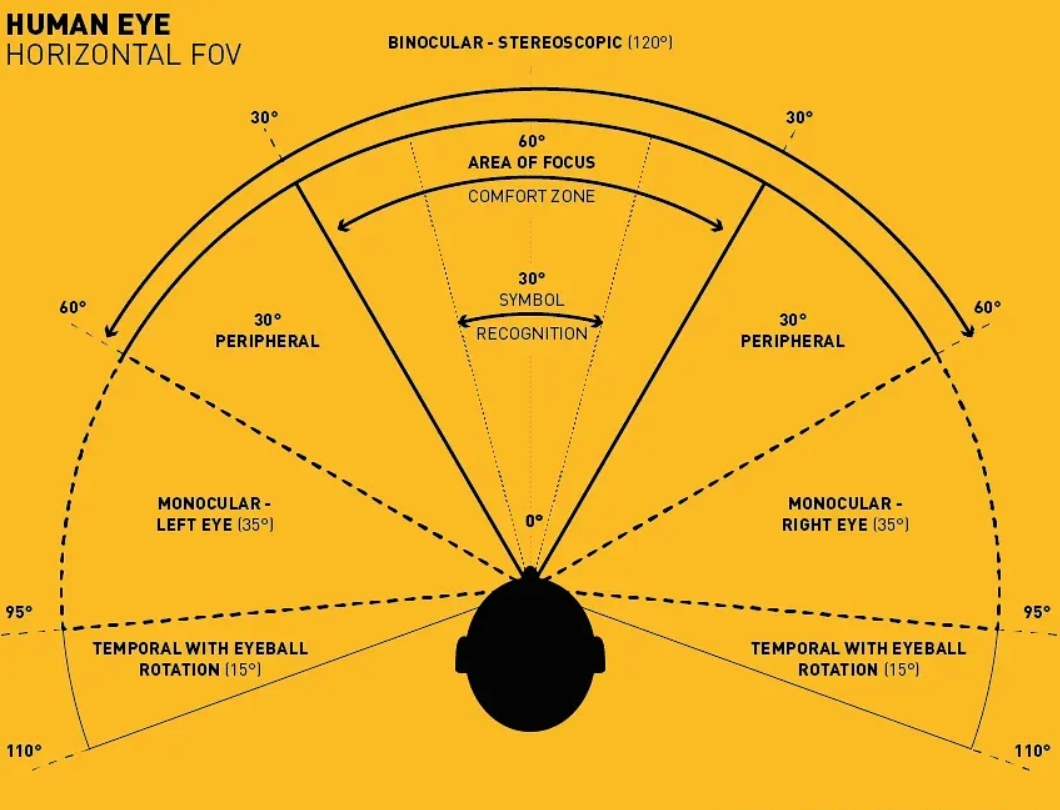 HUMAN EYE
HORIZONTAL FOV
BINOCULAR - STEREOSCOPIC (120°)
30°
30°
60°
AREA OF FOCUS
COMFORT ZONE
30°
SYMBOL
RECOGNITION
60°
60°
30°
PERIPHERAL
30°
PERIPHERAL
MONOCULAR -
LEFT EYE (35°)
0°
MONOCULAR -
RIGHT EYE (35°)
95°
95°
TEMPORAL WITH EYEBALL
ROTATION (15°)
TEMPORAL WITH EYEBALL
ROTATION (15°)
110°
110°